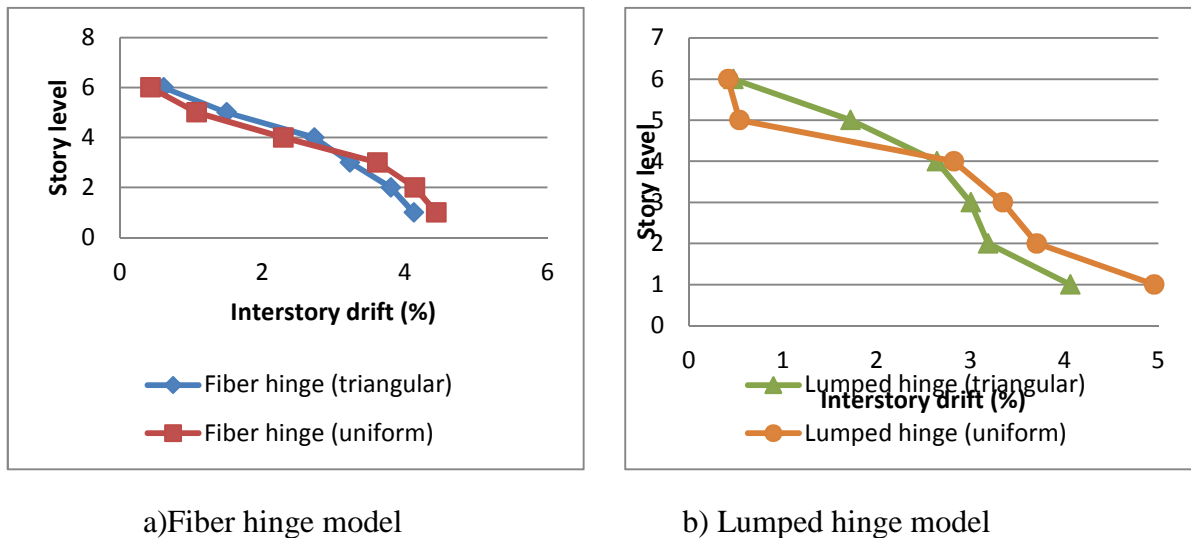 8
6
4
2
0
Story level
0 2 4 6
Interstory drift (%)
Fiber hinge (triangular)
Fiber hinge (uniform)
7
6
5
4
3
2
1
0
Story level
0 1 2 3 4 5
Interstory drift (%)
Lumped hinge (triangular)
Lumped hinge (uniform)
a)Fiber hinge model
b) Lumped hinge model